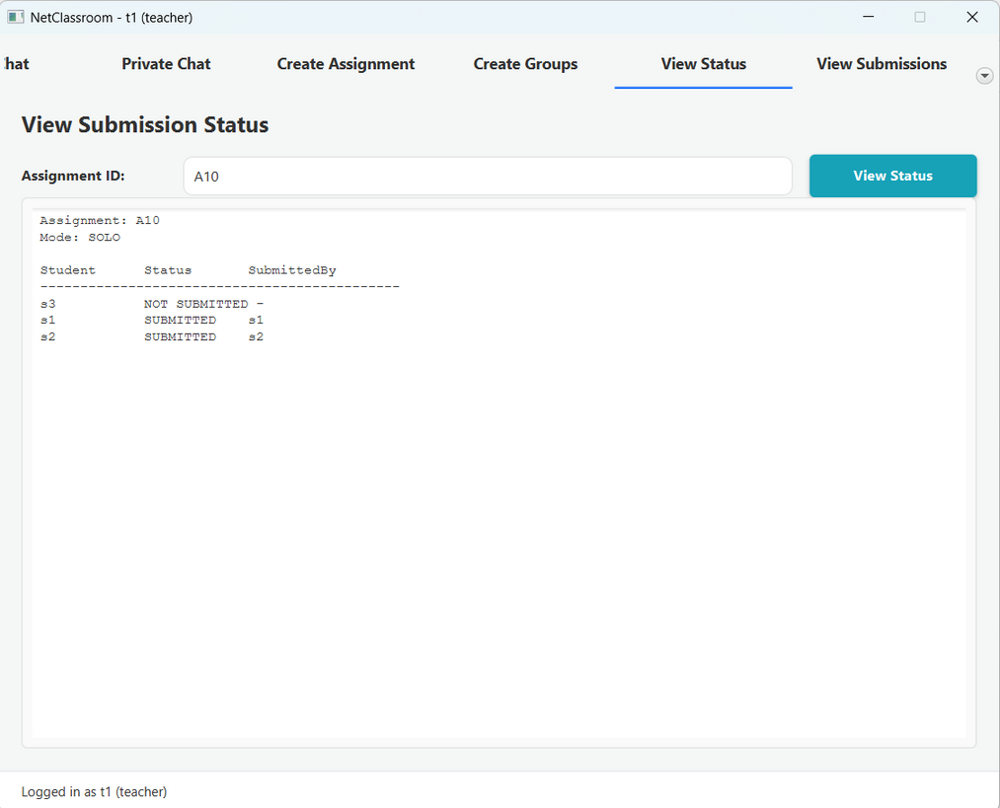 NetClassroom - t1 (teacher)
hat Private Chat Create Assignment Create Groups View Status View Submissions
View Submission Status
Assignment ID: A10 View Status
Assignment: A10
Mode: SOLO
Student Status SubmittedBy
---------------------------------------------
s3 NOT SUBMITTED -
s1 SUBMITTED s1
s2 SUBMITTED s2
Logged in as t1 (teacher)